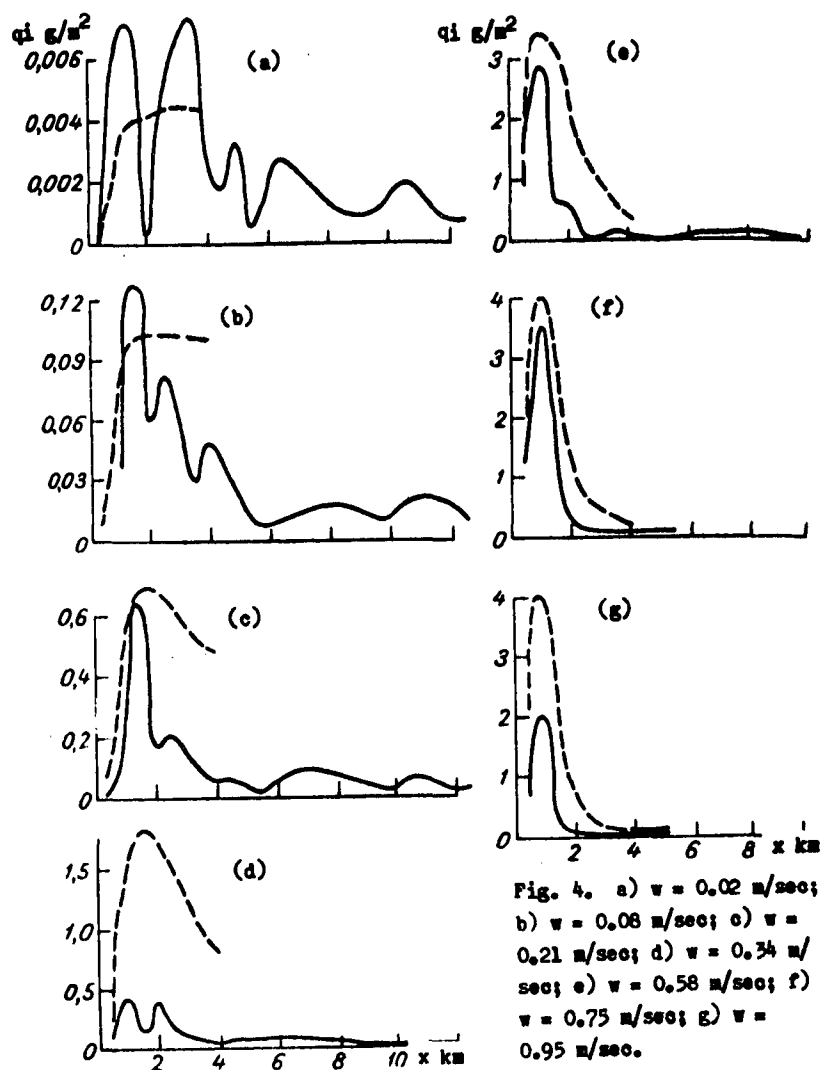 qi g/m²
(a)
0,006
0,004
0,002
0
(b)
0,12
0,09
0,06
0,03
0
(c)
0,6
0,4
0,2
0
(d)
1,5
1,0
0,5
0
2
4
6
8
10
x km
qi g/m²
(e)
3
2
1
0
(f)
4
3
2
1
0
(g)
4
3
2
1
0
2
4
6
8
x km
Fig. 4. a) w = 0.02 m/sec;
b) w = 0.08 m/sec; c) w =
0.21 m/sec; d) w = 0.34 m/
sec; e) w = 0.58 m/sec; f)
w = 0.75 m/sec; g) w =
0.95 m/sec.